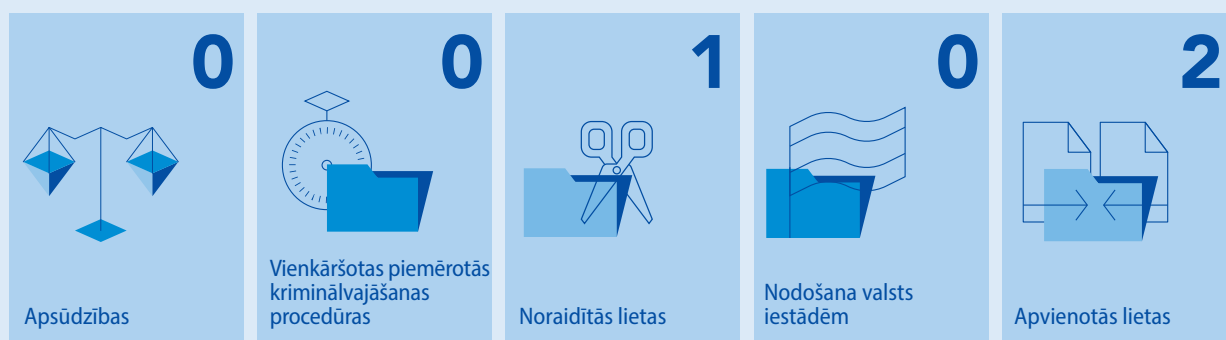 0
Apsūdzības
0
Vienkāršotas piemērotās
kriminālvajāšanas
procedūras
1
Noraidītās lietas
0
Nodošana valsts
iestādēm
2
Apvienotās lietas